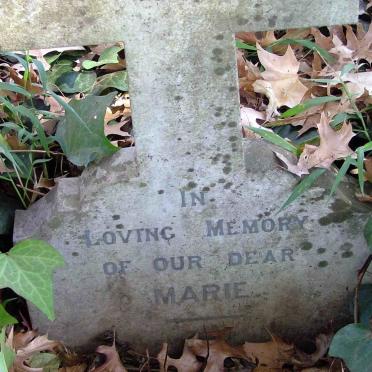 IN
LOVING MEMORY
OF OUR DEAR
MARIE